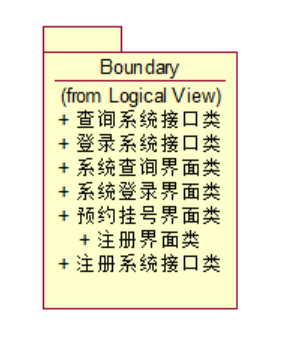 Boundary
(from Logical View)
+ 查询系统接口类
+ 登录系统接口类
+ 系统查询界面类
+ 系统登录界面类
+ 预约挂号界面类
+ 注册界面类
+ 注册系统接口类